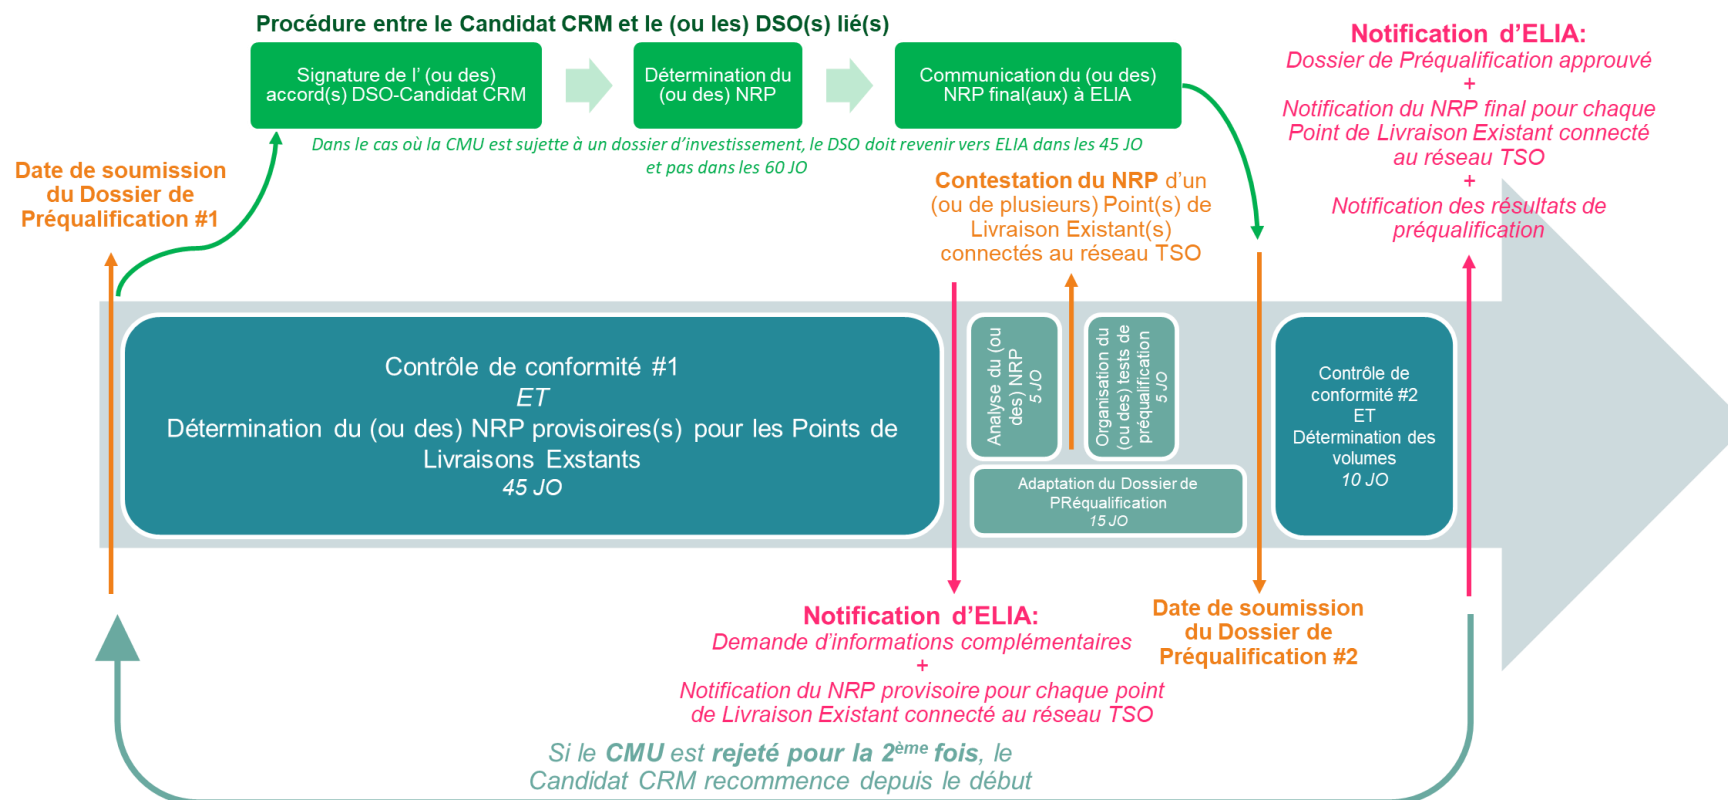 Procédure entre le Candidat CRM et le (ou les) DSO(s) lié(s)
Signature de l’ (ou des)
accord(s) DSO-Candidat CRM
Détermination du
(ou des) NRP
Communication du (ou des)
NRP final(aux) à ELIA
Dans le cas où la CMU est sujette à un dossier d’investissement, le DSO doit revenir vers ELIA dans les 45 JO
et pas dans les 60 JO
Notification d’ELIA:
Dossier de Préqualification approuvé
+
Notification du NRP final pour chaque
Point de Livraison Existant connecté
au réseau TSO
+
Notification des résultats de
préqualification
Date de soumission
du Dossier de
Préqualification #1
Contestation du NRP d’un
(ou de plusieurs) Point(s) de
Livraison Existant(s)
connectés au réseau TSO
Contrôle de conformité #1
ET
Détermination du (ou des) NRP provisoires(s) pour les Points de
Livraisons Exstants
45 JO
Analyse du (ou
des) NRP
5 JO
Organisation du
(ou des) tests de
préqualification
5 JO
Adaptation du Dossier de
PRéqualification
15 JO
Contrôle de
conformité #2
ET
Détermination des
volumes
10 JO
Notification d’ELIA:
Demande d’informations complémentaires
+
Notification du NRP provisoire pour chaque point
de Livraison Existant connecté au réseau TSO
Date de soumission
du Dossier de
Préqualification #2
Si le CMU est rejeté pour la 2ème fois, le
Candidat CRM recommence depuis le début